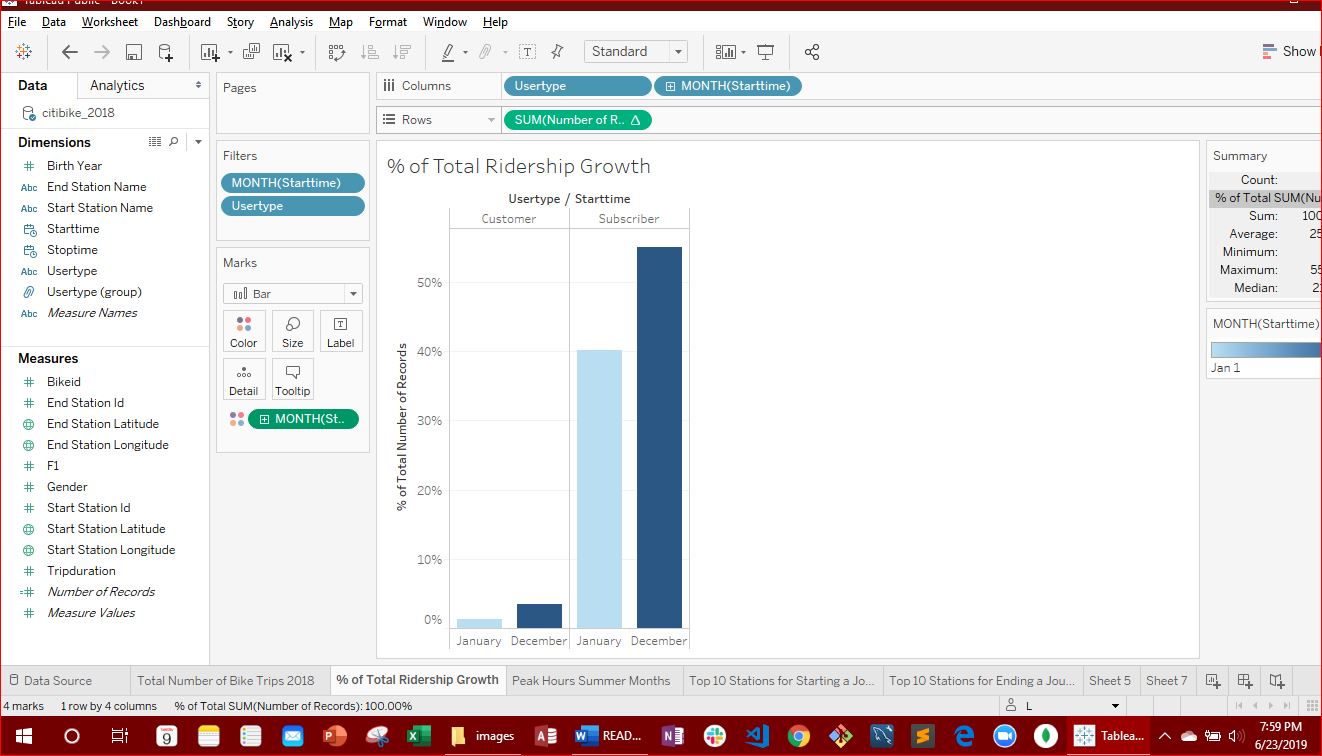 Tableau Public - Book1
File Data Worksheet Dashboard Story Analysis Map Format Window Help
Standard
Show
Data Analytics
citibike_2018
Dimensions
Birth Year
Abc End Station Name
Abc Start Station Name
Starttime
Stoptime
Abc Usertype
Usertype (group)
Abc Measure Names
Measures
Bikeid
End Station Id
End Station Latitude
End Station Longitude
F1
Gender
Start Station Id
Start Station Latitude
Start Station Longitude
Tripduration
Number of Records
Measure Values
Pages
Filters
MONTH(Starttime)
Usertype
Marks
Bar
Color Size Label
Detail Tooltip
MONTH(St..
Columns Usertype MONTH(Starttime)
Rows SUM(Number of R.. Δ
% of Total Ridership Growth
Usertype / Starttime
Customer Subscriber
% of Total Number of Records
50%
40%
30%
20%
10%
0%
January December January December
Summary
Count:
% of Total SUM(Nu
Sum: 100
Average: 25
Minimum:
Maximum: 55
Median: 21
MONTH(Starttime)
Jan 1
Data Source Total Number of Bike Trips 2018 % of Total Ridership Growth Peak Hours Summer Months Top 10 Stations for Starting a Jo... Top 10 Stations for Ending a Jou... Sheet 5 Sheet 7
4 marks 1 row by 4 columns % of Total SUM(Number of Records): 100.00% L
9 images READ... Tablea...
7:59 PM
6/23/2019